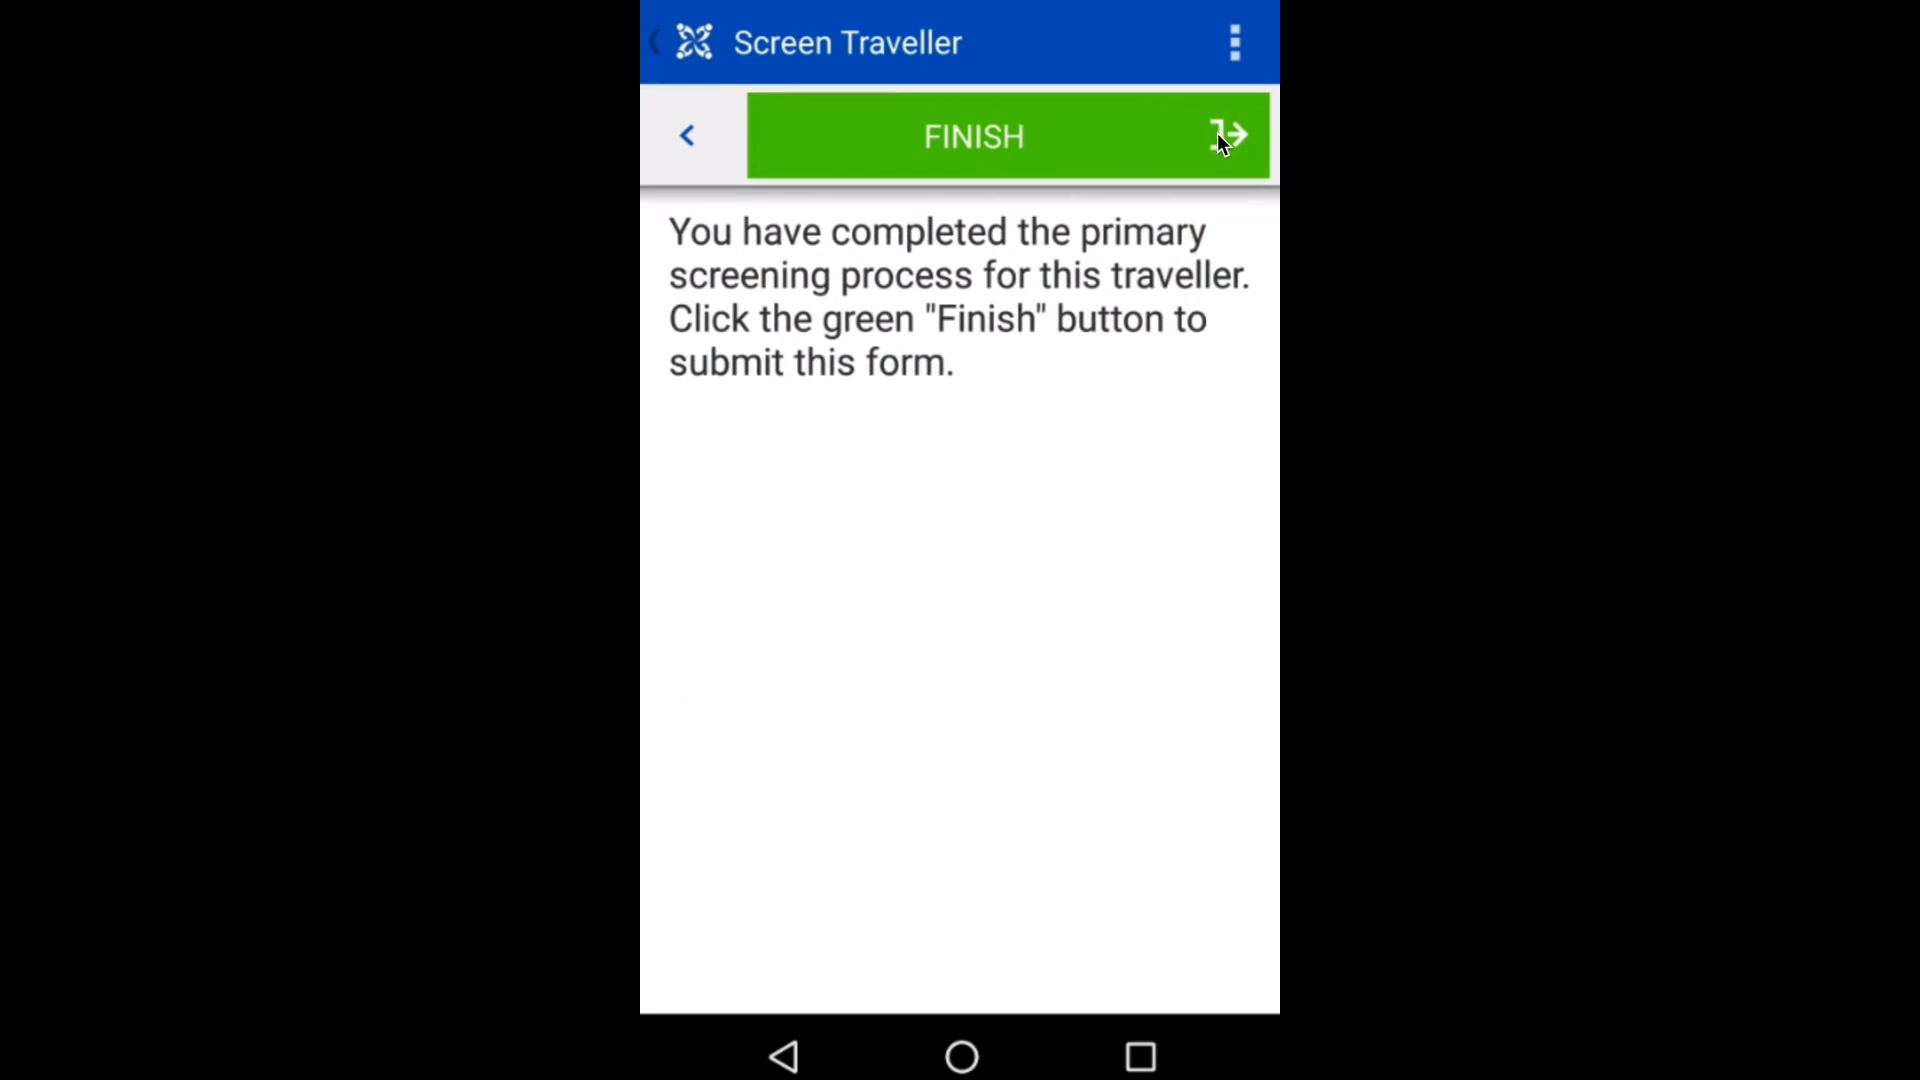 Screen Traveller
FINISH
You have completed the primary
screening process for this traveller.
Click the green "Finish" button to
submit this form.